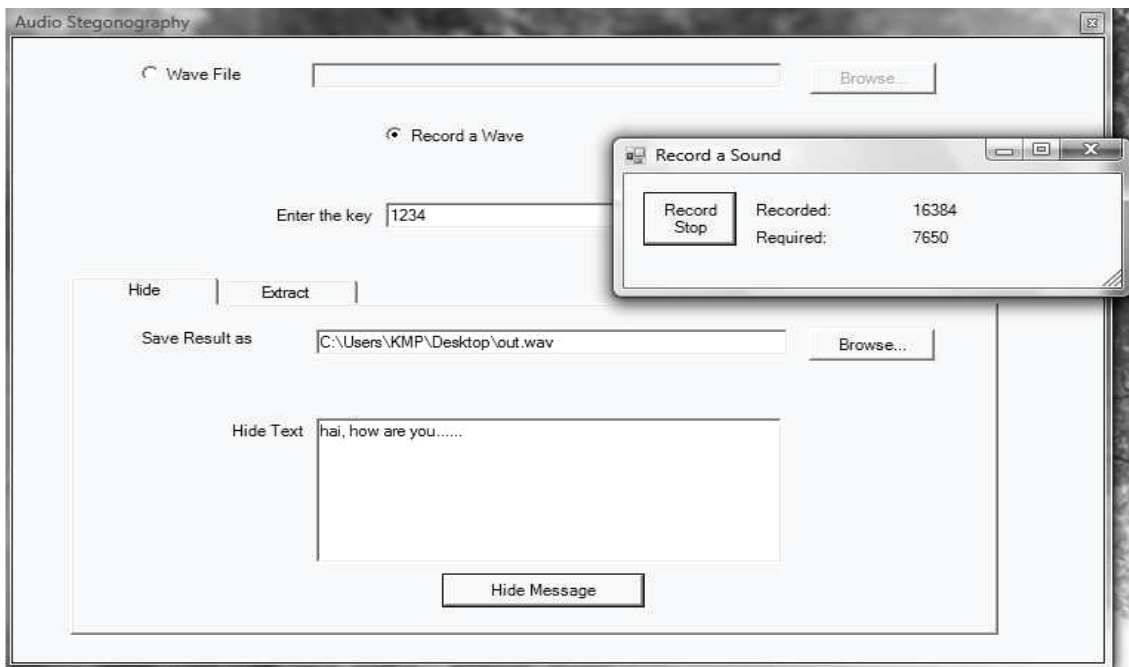 Audio Stegonography
Wave File
Browse...
Record a Wave
Record a Sound
Record
Stop
Recorded: 16384
Required: 7650
Enter the key 1234
Hide Extract
Save Result as C:\Users\KMP\Desktop\out.wav Browse...
Hide Text hai, how are you......
Hide Message